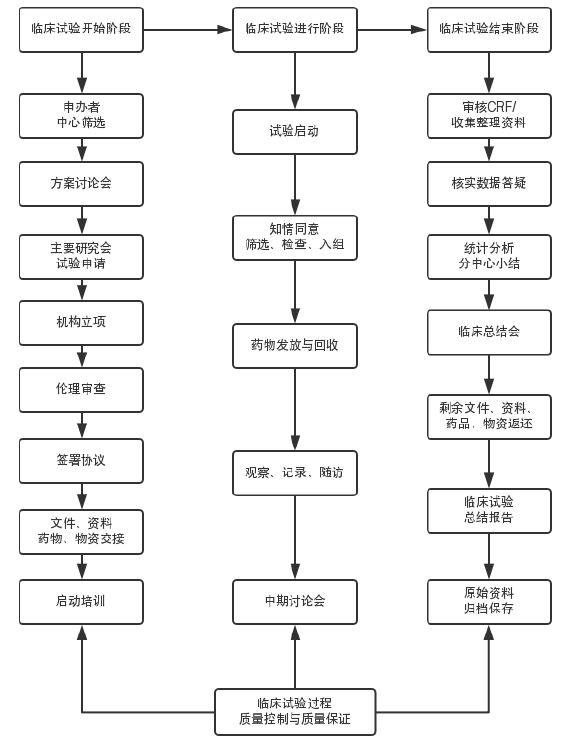 临床试验开始阶段
申办者
中心筛选
方案讨论会
主要研究会
试验申请
机构立项
伦理审查
签署协议
文件、资料
药物、物资交接
启动培训
临床试验进行阶段
试验启动
知情同意
筛选、检查、入组
药物发放与回收
观察、记录、随访
中期讨论会
临床试验结束阶段
审核CRF/
收集整理资料
核实数据答疑
统计分析
分中心小结
临床总结会
剩余文件、资料、
药品、物资返还
临床试验
总结报告
原始资料
归档保存
临床试验过程
质量控制与质量保证